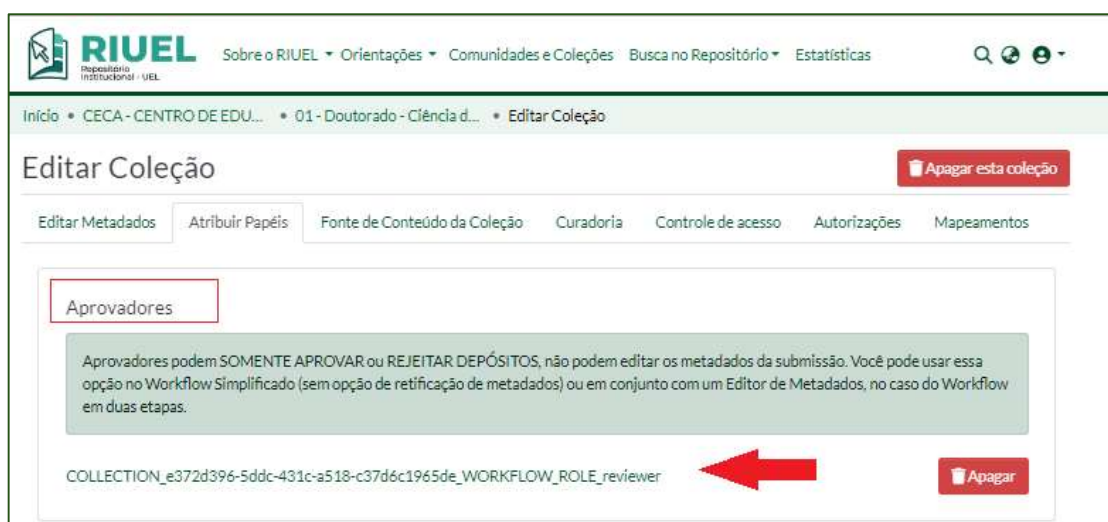 RIUEL
Repositório
Institucional - UEL
Sobre o RIUEL Orientações Comunidades e Coleções Busca no Repositório Estatísticas
Início • CECA - CENTRO DE EDU... • 01 - Doutorado - Ciência d... • Editar Coleção
Editar Coleção
Apagar esta coleção
Editar Metadados Atribuir Papéis Fonte de Conteúdo da Coleção Curadoria Controle de acesso Autorizações Mapeamentos
Aprovadores
Aprovadores podem SOMENTE APROVAR ou REJEITAR DEPÓSITOS, não podem editar os metadados da submissão. Você pode usar essa
opção no Workflow Simplificado (sem opção de retificação de metadados) ou em conjunto com um Editor de Metadados, no caso do Workflow
em duas etapas.
COLLECTION_e372d396-5ddc-431c-a518-c37d6c1965de_WORKFLOW_ROLE_reviewer
Apagar